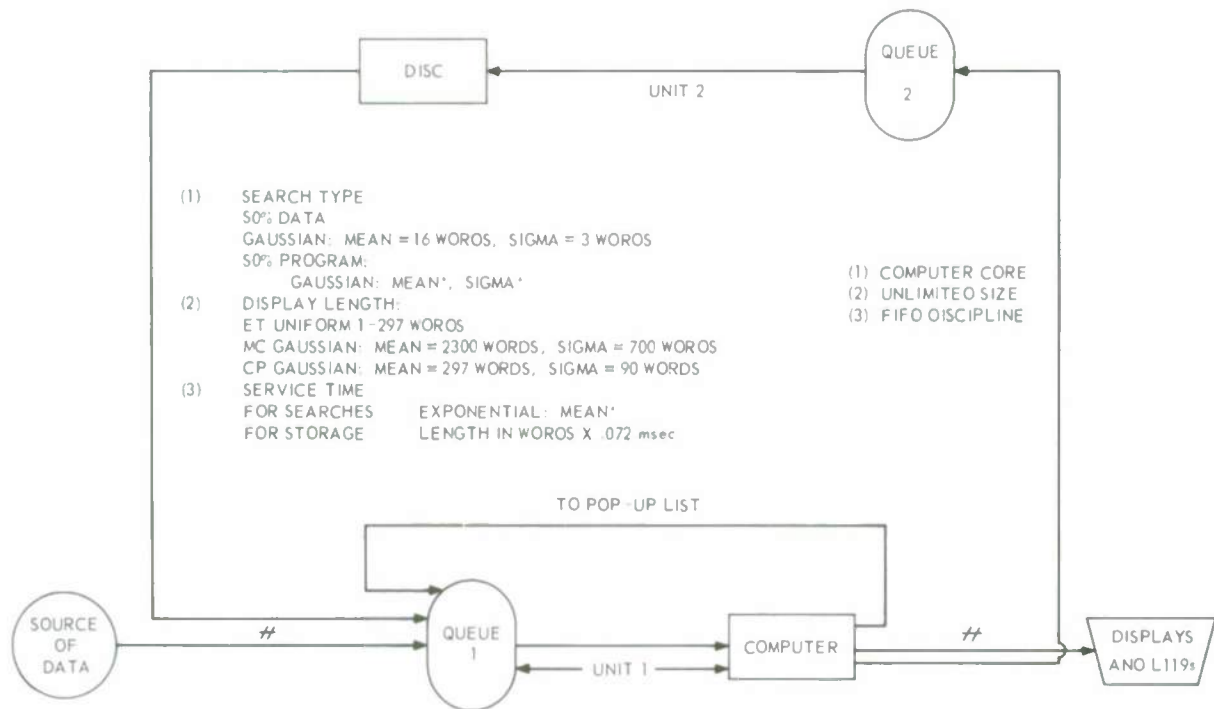 DISC
QUEUE
2
UNIT 2
(1) SEARCH TYPE
50% DATA
GAUSSIAN: MEAN = 16 WOROS, SIGMA = 3 WOROS
50% PROGRAM:
GAUSSIAN: MEAN*, SIGMA*
(2) DISPLAY LENGTH:
ET UNIFORM 1-297 WOROS
MC GAUSSIAN: MEAN = 2300 WORDS, SIGMA = 700 WOROS
CP GAUSSIAN: MEAN = 297 WORDS, SIGMA = 90 WORDS
(3) SERVICE TIME
FOR SEARCHES EXPONENTIAL: MEAN*
FOR STORAGE LENGTH IN WOROS X .072 msec
(1) COMPUTER CORE
(2) UNLIMITEO SIZE
(3) FIFO OISCIPLINE
TO POP-UP LIST
SOURCE
OF
DATA
QUEUE
1
UNIT 1
COMPUTER
DISPLAYS
ANO L119s